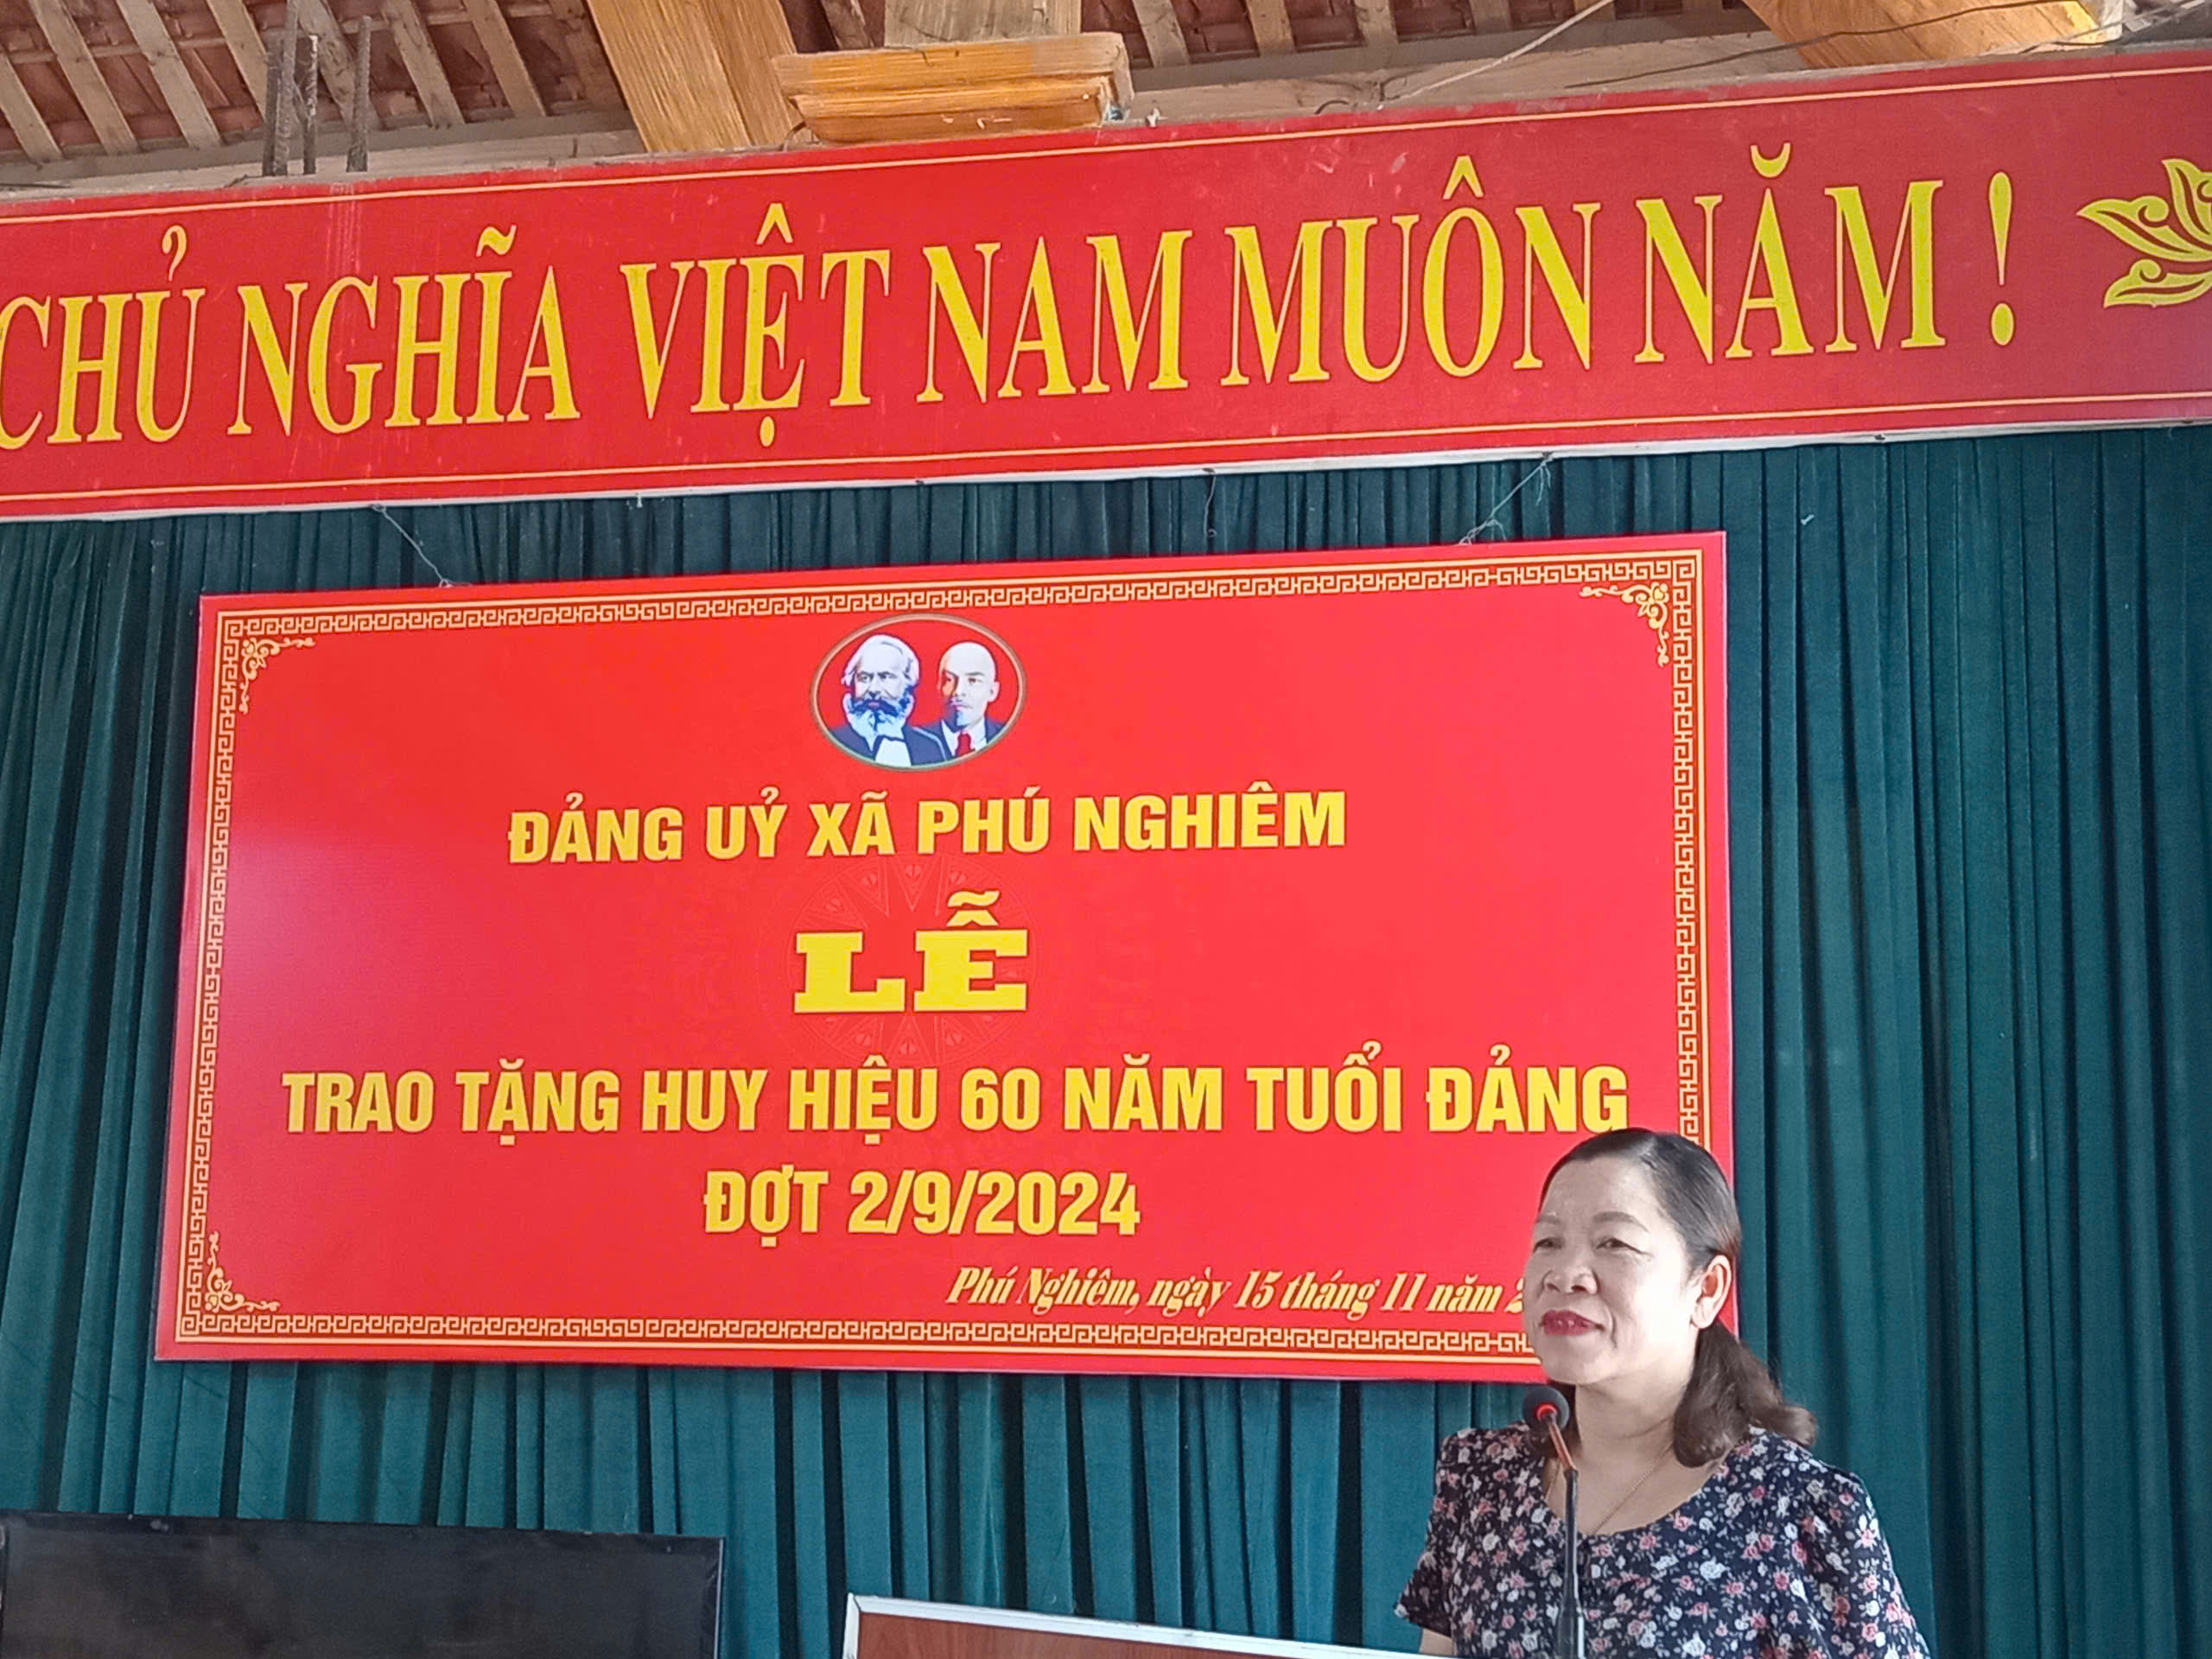 CHỦ NGHĨA VIỆT NAM MUÔN NĂM !
ĐẢNG UỶ XÃ PHÚ NGHIÊM
LỄ
TRAO TẶNG HUY HIỆU 60 NĂM TUỔI ĐẢNG
ĐỢT 2/9/2024
Phú Nghiêm, ngày 15 tháng 11 năm